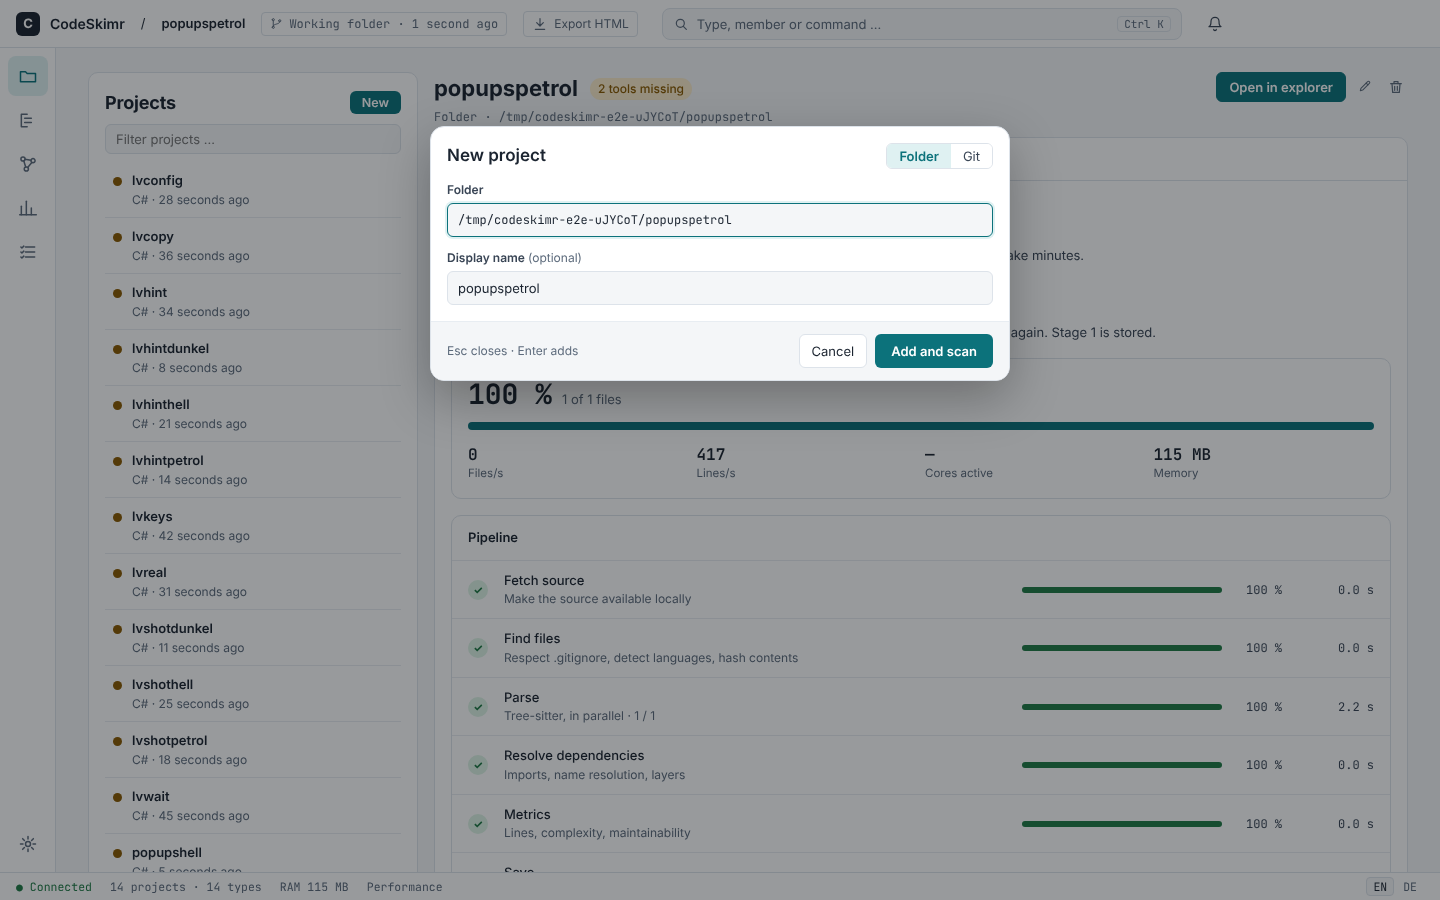 C CodeSkimr / popupspetrol Working folder · 1 second ago Export HTML Type, member or command ... Ctrl K
Projects
New
Filter projects ...
lvconfig
C# · 28 seconds ago
lvcopy
C# · 36 seconds ago
lvhint
C# · 34 seconds ago
lvhintdunkel
C# · 8 seconds ago
lvhinthell
C# · 21 seconds ago
lvhintpetrol
C# · 14 seconds ago
lvkeys
C# · 42 seconds ago
lvreal
C# · 31 seconds ago
lvshotdunkel
C# · 11 seconds ago
lvshothell
C# · 25 seconds ago
lvshotpetrol
C# · 18 seconds ago
lvwait
C# · 45 seconds ago
popupshell
C# · 5 seconds ago
popupspetrol 2 tools missing
Open in explorer
Folder · /tmp/codeskimr-e2e-uJYCoT/popupspetrol
New project
Folder Git
Folder
/tmp/codeskimr-e2e-uJYCoT/popupspetrol
Display name (optional)
popupspetrol
Esc closes · Enter adds
Cancel
Add and scan
minutes.
again. Stage 1 is stored.
100 % 1 of 1 files
0 417 — 115 MB
Files/s Lines/s Cores active Memory
Pipeline
Fetch source
Make the source available locally
100 % 0.0 s
Find files
Respect .gitignore, detect languages, hash contents
100 % 0.0 s
Parse
Tree-sitter, in parallel · 1 / 1
100 % 2.2 s
Resolve dependencies
Imports, name resolution, layers
100 % 0.0 s
Metrics
Lines, complexity, maintainability
100 % 0.0 s
Connected 14 projects · 14 types RAM 115 MB Performance EN DE